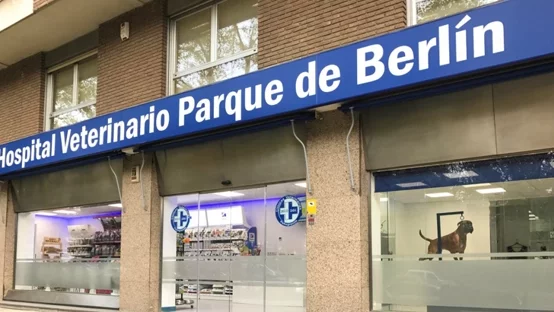 Hospital Veterinario Parque de Berlín